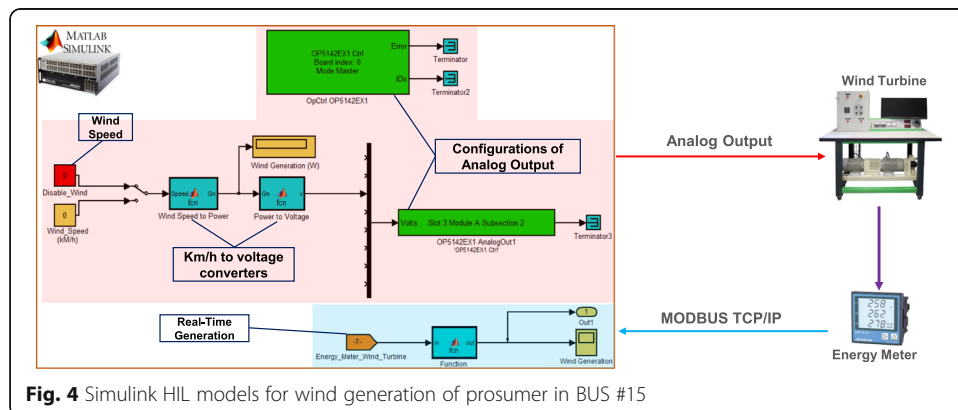 MATLAB
SIMULINK
OP5142EX1 Ctrl
Board index: 0
Mode:Master
Error
IDs
Terminator
Terminator2
OpCtrl OP5142EX1
Wind
Speed
0
Disable_Wind
0
Wind_Speed
(kM/h)
Speed
fcn
Gn
Wind Speed to Power
Wind Generation (W)
Gn
fcn
v
Power to Voltage
Configurations of
Analog Output
Volts
Slot 3 Module A Subsection 2
Terminator3
OP5142EX1 AnalogOut1
'OP5142EX1 Ctrl'
Km/h to voltage
converters
Real-Time
Generation
-T-
Energy_Meter_Wind_Turbine
in
fcn
out
Function
1
Out1
Wind Generation
Analog Output
Wind Turbine
MODBUS TCP/IP
258
262
278
Energy Meter
Fig. 4 Simulink HIL models for wind generation of prosumer in BUS #15